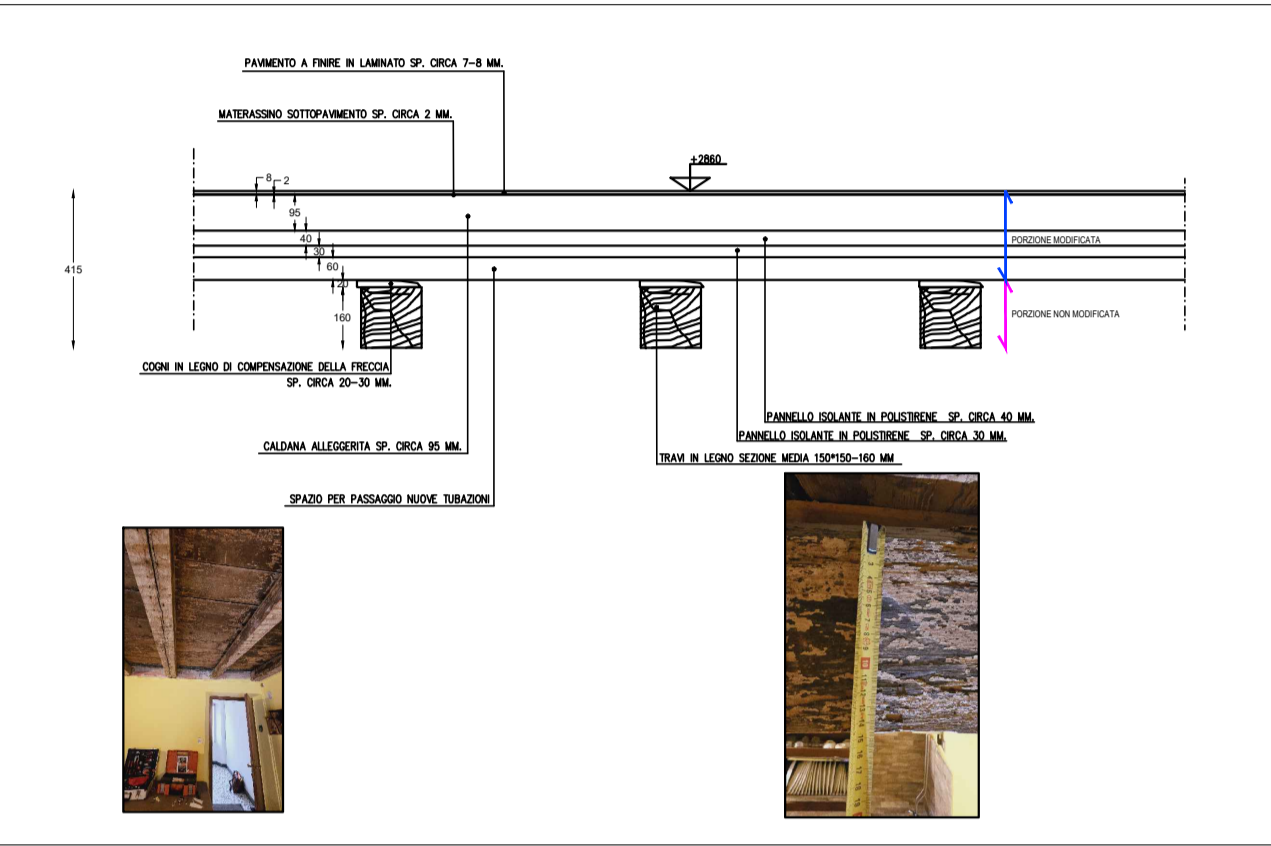 PAVIMENTO A FINIRE IN LAMINATO SP. CIRCA 7-8 MM.
MATERASSINO SOTTOPAVIMENTO SP. CIRCA 2 MM.
+2860
8
2
95
40
PORZIONE MODIFICATA
30
60
415
20
160
PORZIONE NON MODIFICATA
COGNI IN LEGNO DI COMPENSAZIONE DELLA FRECCIA
SP. CIRCA 20-30 MM.
PANNELLO ISOLANTE IN POLISTIRENE SP. CIRCA 40 MM.
PANNELLO ISOLANTE IN POLISTIRENE SP. CIRCA 30 MM.
CALDANA ALLEGGERITA SP. CIRCA 95 MM.
TRAVI IN LEGNO SEZIONE MEDIA 150*150-160 MM
SPAZIO PER PASSAGGIO NUOVE TUBAZIONI